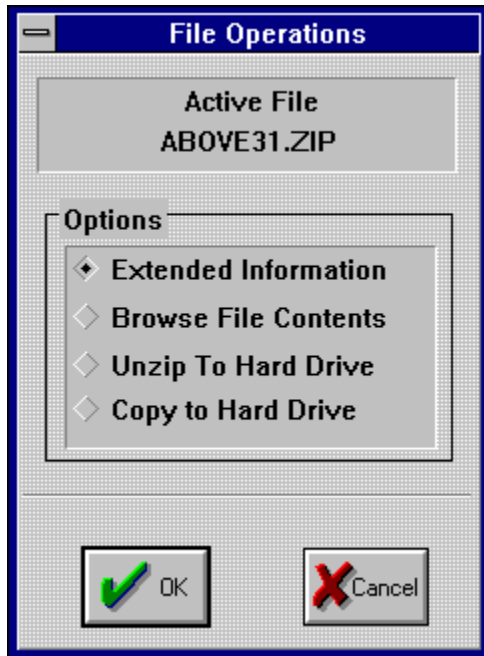 File Operations
Active File
ABOVE31.ZIP
Options
Extended Information
Browse File Contents
Unzip To Hard Drive
Copy to Hard Drive
OK
Cancel